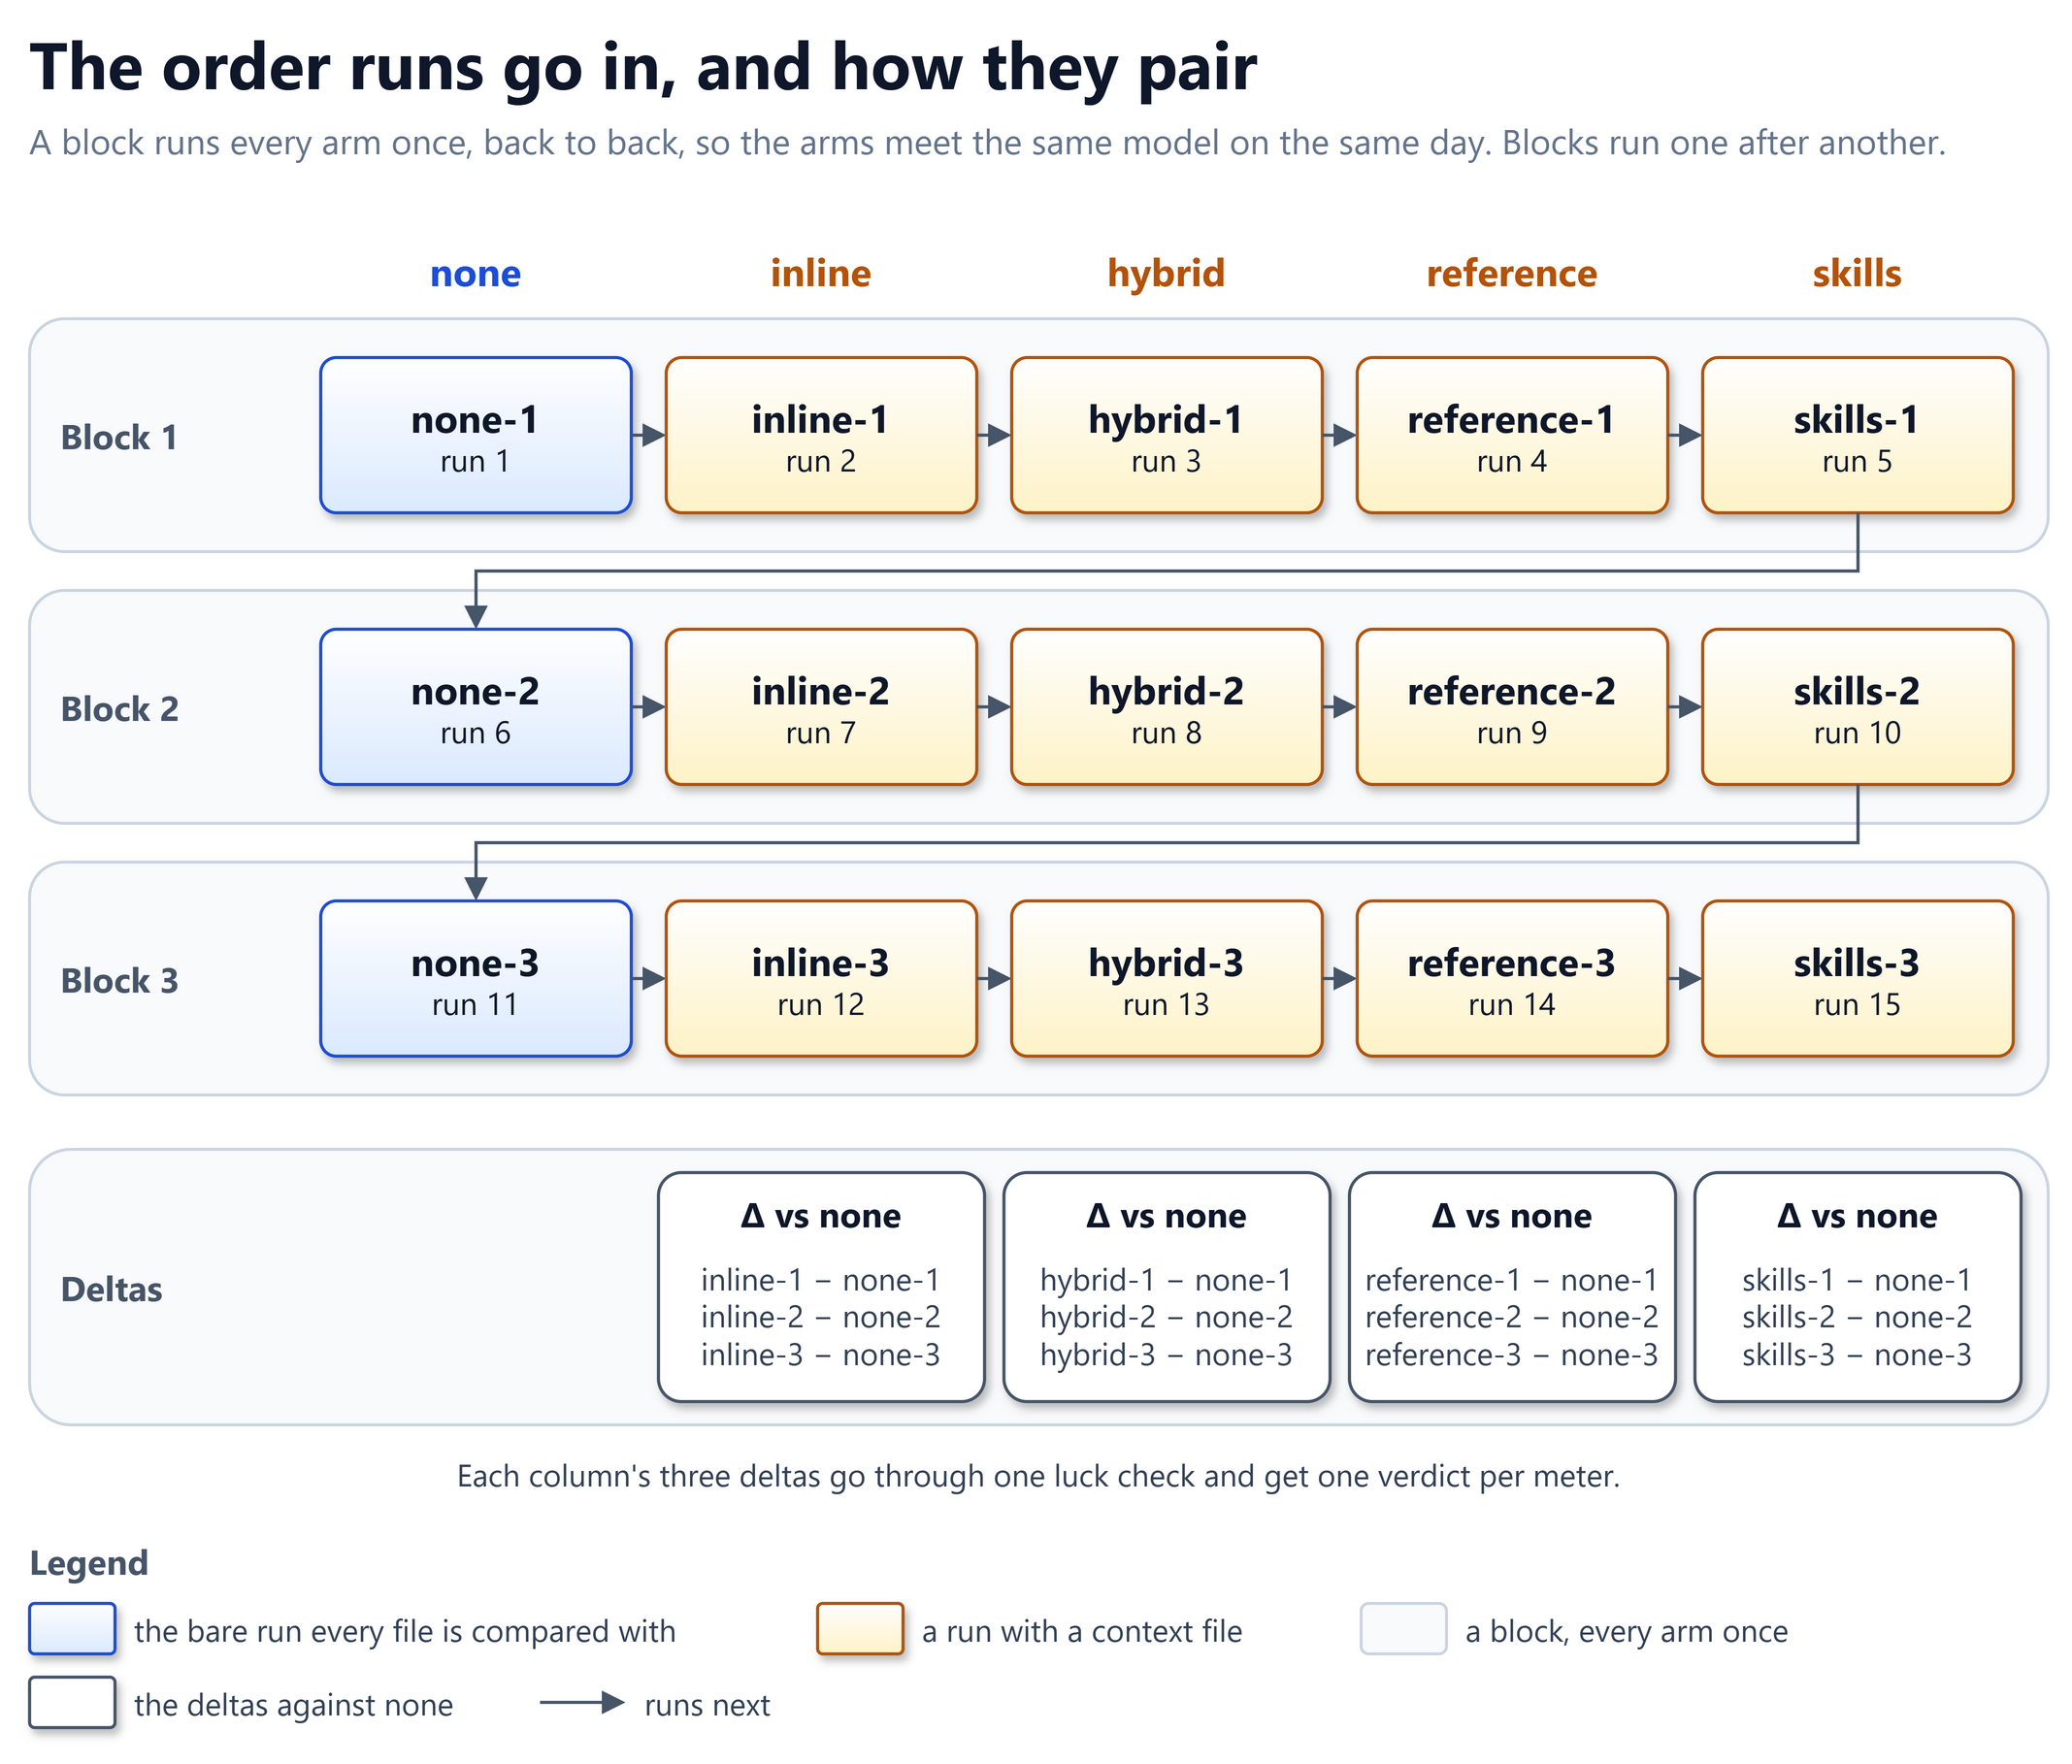 The order runs go in, and how they pair
A block runs every arm once, back to back, so the arms meet the same model on the same day. Blocks run one after another.
none
inline
hybrid
reference
skills
Block 1
none-1
run 1
inline-1
run 2
hybrid-1
run 3
reference-1
run 4
skills-1
run 5
Block 2
none-2
run 6
inline-2
run 7
hybrid-2
run 8
reference-2
run 9
skills-2
run 10
Block 3
none-3
run 11
inline-3
run 12
hybrid-3
run 13
reference-3
run 14
skills-3
run 15
Deltas
Δ vs none
inline-1 − none-1
inline-2 − none-2
inline-3 − none-3
Δ vs none
hybrid-1 − none-1
hybrid-2 − none-2
hybrid-3 − none-3
Δ vs none
reference-1 − none-1
reference-2 − none-2
reference-3 − none-3
Δ vs none
skills-1 − none-1
skills-2 − none-2
skills-3 − none-3
Each column's three deltas go through one luck check and get one verdict per meter.
Legend
the bare run every file is compared with
a run with a context file
a block, every arm once
the deltas against none
runs next